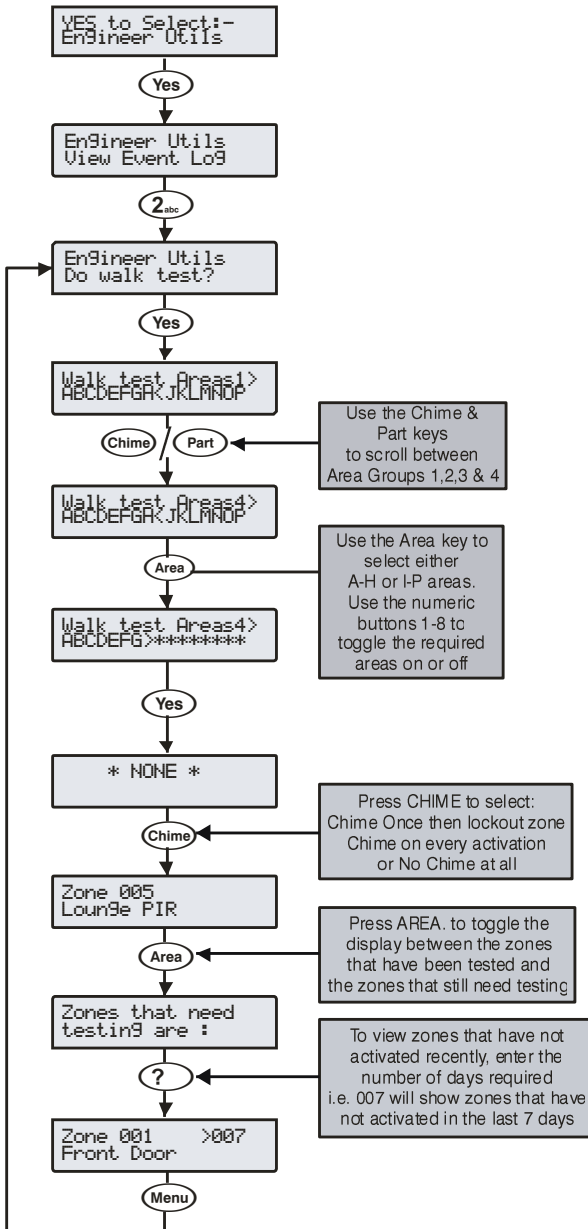 YES to Select:-
Engineer Utils
Yes
Engineer Utils
View Event Log
2abc
Engineer Utils
Do walk test?
Yes
Walk test Areas1>
ABCDEFGH<JKLMNOP
Chime / Part
Use the Chime &
Part keys
to scroll between
Area Groups 1,2,3 & 4
Walk test Areas4>
ABCDEFGH<JKLMNOP
Area
Use the Area key to
select either
A-H or I-P areas.
Use the numeric
buttons 1-8 to
toggle the required
areas on or off
Walk test Areas4>
ABCDEFG>********
Yes
* NONE *
Chime
Press CHIME to select:
Chime Once then lockout zone
Chime on every activation
or No Chime at all
Zone 005
Lounge PIR
Area
Press AREA. to toggle the
display between the zones
that have been tested and
the zones that still need testing
Zones that need
testing are :
?
To view zones that have not
activated recently, enter the
number of days required
i.e. 007 will show zones that have
not activated in the last 7 days
Zone 001 >007
Front Door
Menu